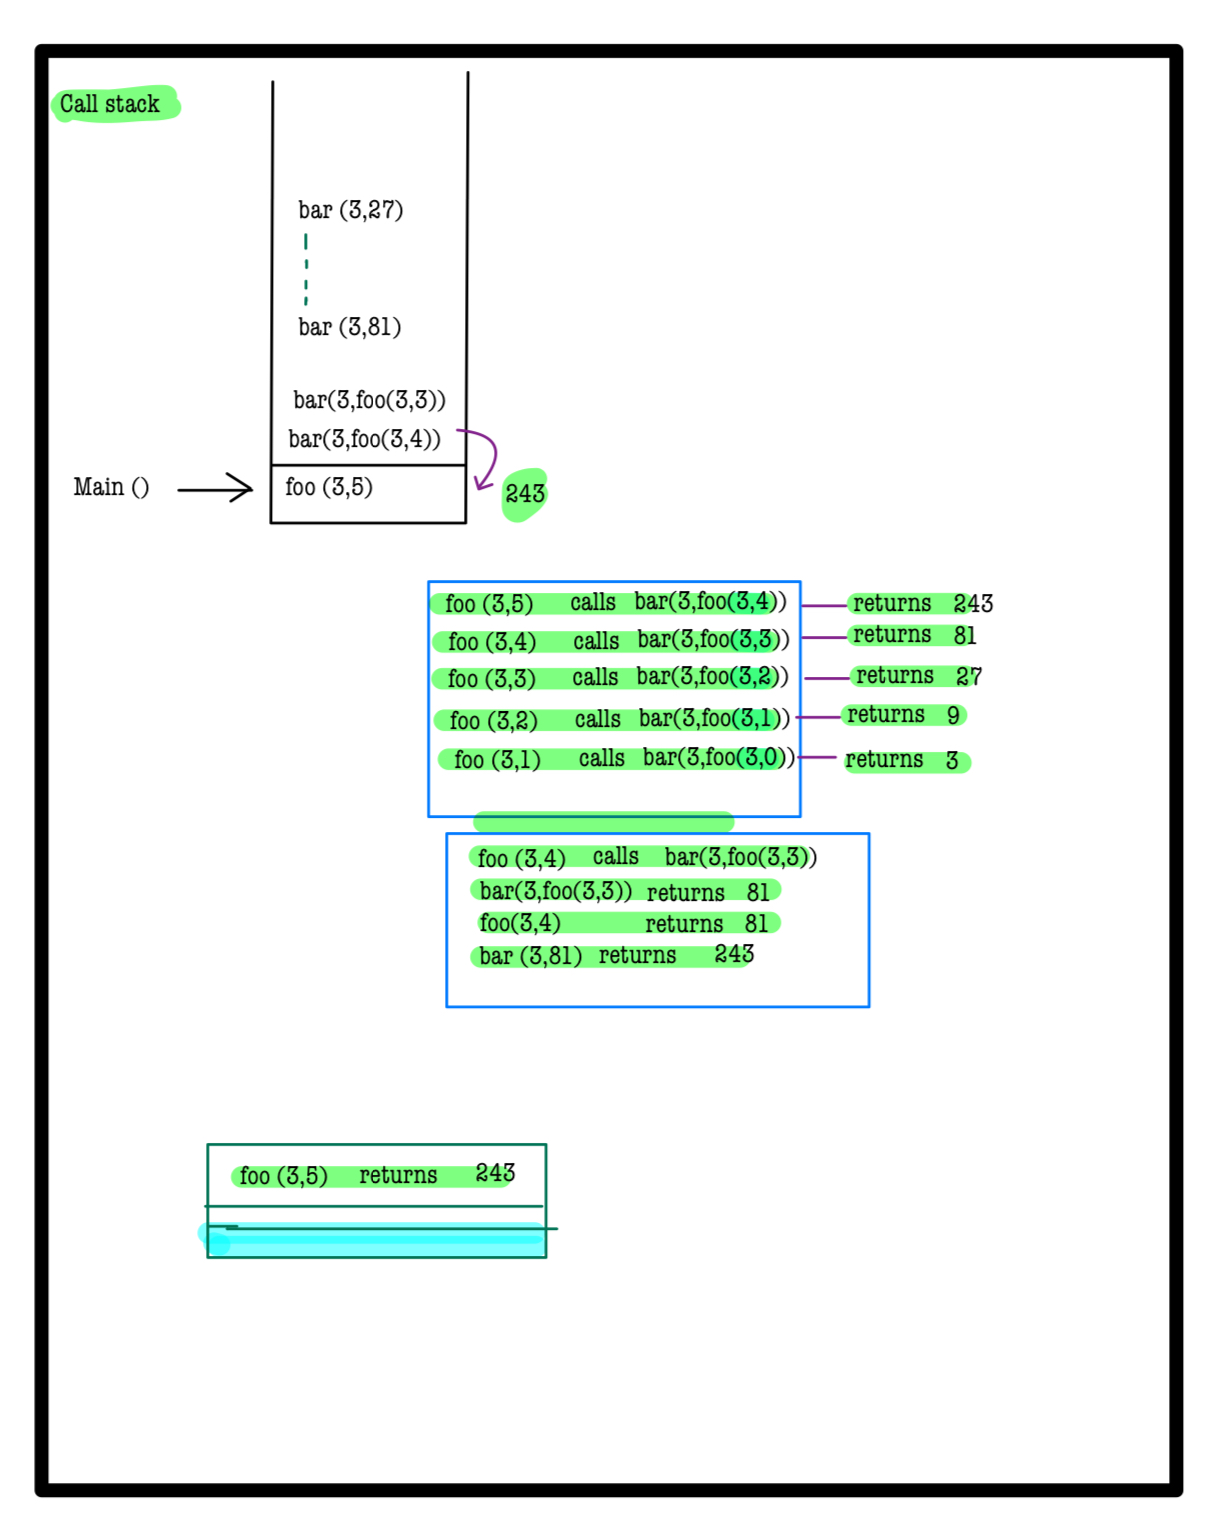 Call stack
bar (3,27)
bar (3,81)
bar(3,foo(3,3))
bar(3,foo(3,4))
Main () foo (3,5) 243
foo (3,5) calls bar(3,foo(3,4)) returns 243
foo (3,4) calls bar(3,foo(3,3)) returns 81
foo (3,3) calls bar(3,foo(3,2)) returns 27
foo (3,2) calls bar(3,foo(3,1)) returns 9
foo (3,1) calls bar(3,foo(3,0)) returns 3
foo (3,4) calls bar(3,foo(3,3))
bar(3,foo(3,3)) returns 81
foo(3,4) returns 81
bar (3,81) returns 243
foo (3,5) returns 243